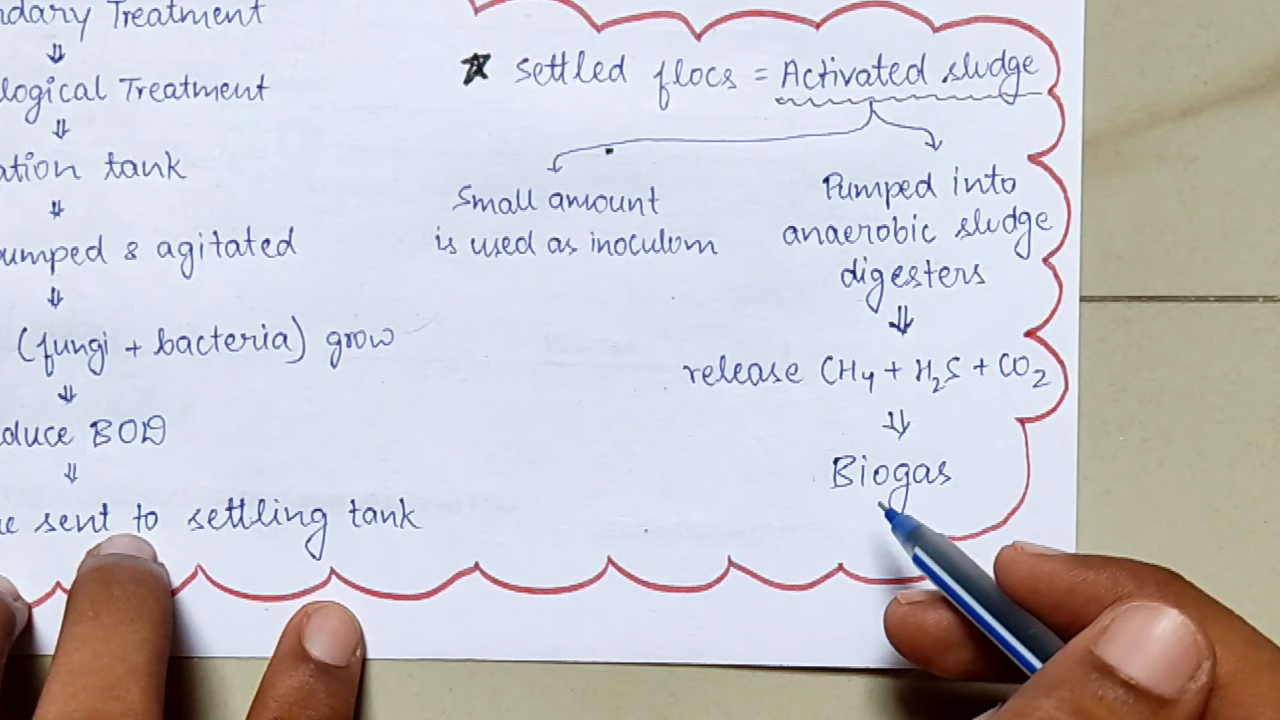 ndary Treatment
⇓
logical Treatment
⇓
ation tank
⇓
umped & agitated
⇓
(fungi + bacteria) grow
⇓
duce BOD
⇓
sent to settling tank
★ settled flocs = Activated sludge
Small amount
is used as inoculum
Pumped into
anaerobic sludge
digesters
⇓
release CH4 + H2S + CO2
⇓
Biogas